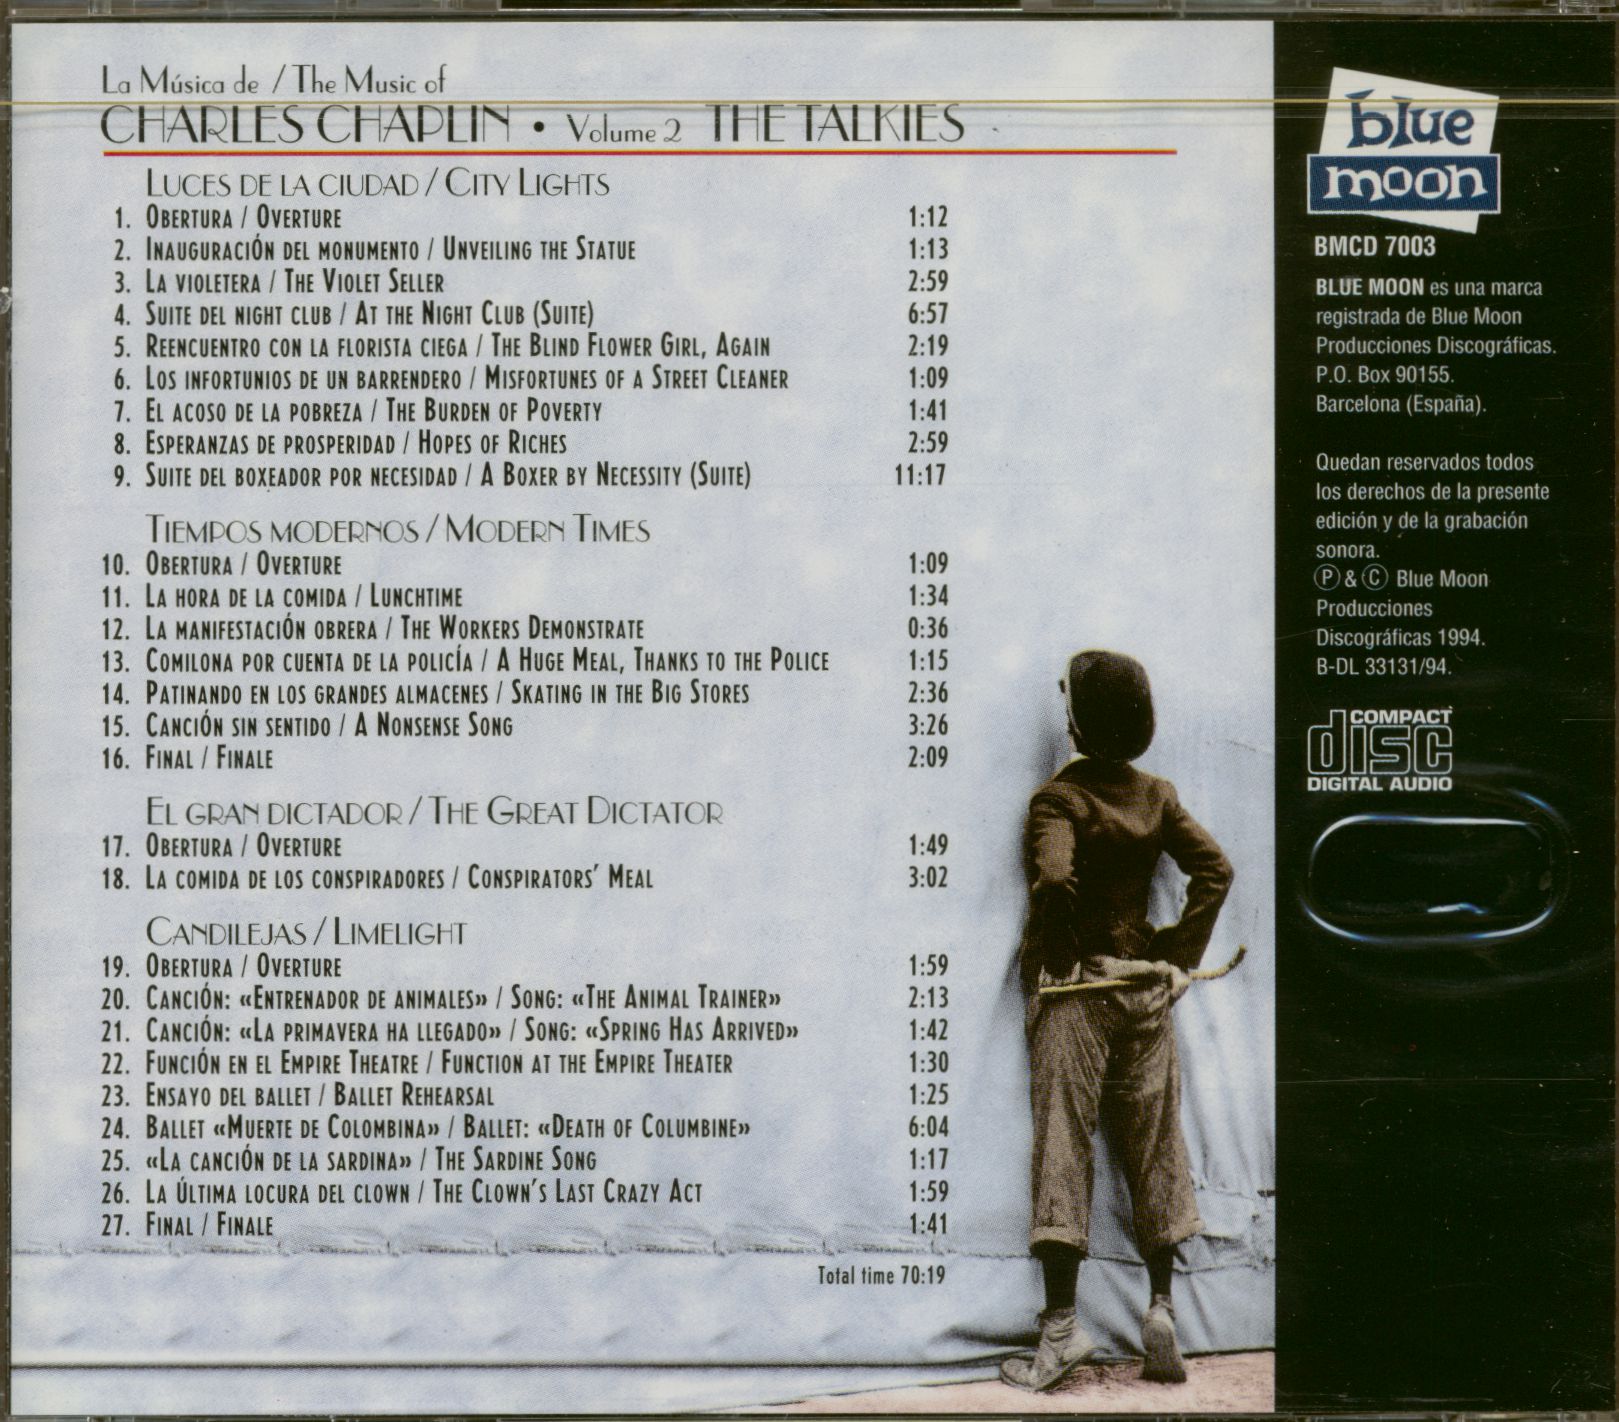 La Música de / The Music of
CHARLES CHAPLIN • Volume 2 THE TALKIES
LUCES DE LA CIUDAD / CITY LIGHTS
1. OBERTURA / OVERTURE 1:12
2. INAUGURACIÓN DEL MONUMENTO / UNVEILING THE STATUE 1:13
3. LA VIOLETERA / THE VIOLET SELLER 2:59
4. SUITE DEL NIGHT CLUB / AT THE NIGHT CLUB (SUITE) 6:57
5. REENCUENTRO CON LA FLORISTA CIEGA / THE BLIND FLOWER GIRL, AGAIN 2:19
6. LOS INFORTUNIOS DE UN BARRENDERO / MISFORTUNES OF A STREET CLEANER 1:09
7. EL ACOSO DE LA POBREZA / THE BURDEN OF POVERTY 1:41
8. ESPERANZAS DE PROSPERIDAD / HOPES OF RICHES 2:59
9. SUITE DEL BOXEADOR POR NECESIDAD / A BOXER BY NECESSITY (SUITE) 11:17
TIEMPOS MODERNOS / MODERN TIMES
10. OBERTURA / OVERTURE 1:09
11. LA HORA DE LA COMIDA / LUNCHTIME 1:34
12. LA MANIFESTACIÓN OBRERA / THE WORKERS DEMONSTRATE 0:36
13. COMILONA POR CUENTA DE LA POLICÍA / A HUGE MEAL, THANKS TO THE POLICE 1:15
14. PATINANDO EN LOS GRANDES ALMACENES / SKATING IN THE BIG STORES 2:36
15. CANCIÓN SIN SENTIDO / A NONSENSE SONG 3:26
16. FINAL / FINALE 2:09
EL GRAN DICTADOR / THE GREAT DICTATOR
17. OBERTURA / OVERTURE 1:49
18. LA COMIDA DE LOS CONSPIRADORES / CONSPIRATORS' MEAL 3:02
CANDILEJAS / LIMELIGHT
19. OBERTURA / OVERTURE 1:59
20. CANCIÓN: «ENTRENADOR DE ANIMALES» / SONG: «THE ANIMAL TRAINER» 2:13
21. CANCIÓN: «LA PRIMAVERA HA LLEGADO» / SONG: «SPRING HAS ARRIVED» 1:42
22. FUNCIÓN EN EL EMPIRE THEATRE / FUNCTION AT THE EMPIRE THEATER 1:30
23. ENSAYO DEL BALLET / BALLET REHEARSAL 1:25
24. BALLET «MUERTE DE COLOMBINA» / BALLET: «DEATH OF COLUMBINE» 6:04
25. «LA CANCIÓN DE LA SARDINA» / THE SARDINE SONG 1:17
26. LA ÚLTIMA LOCURA DEL CLOWN / THE CLOWN'S LAST CRAZY ACT 1:59
27. FINAL / FINALE 1:41
Total time 70:19
blue
moon
BMCD 7003
BLUE MOON es una marca
registrada de Blue Moon
Producciones Discográficas.
P.O. Box 90155.
Barcelona (España).
Quedan reservados todos
los derechos de la presente
edición y de la grabación
sonora.
Ⓟ & Ⓒ Blue Moon
Producciones
Discográficas 1994.
B-DL 33131/94.
COMPACT
disc
DIGITAL AUDIO